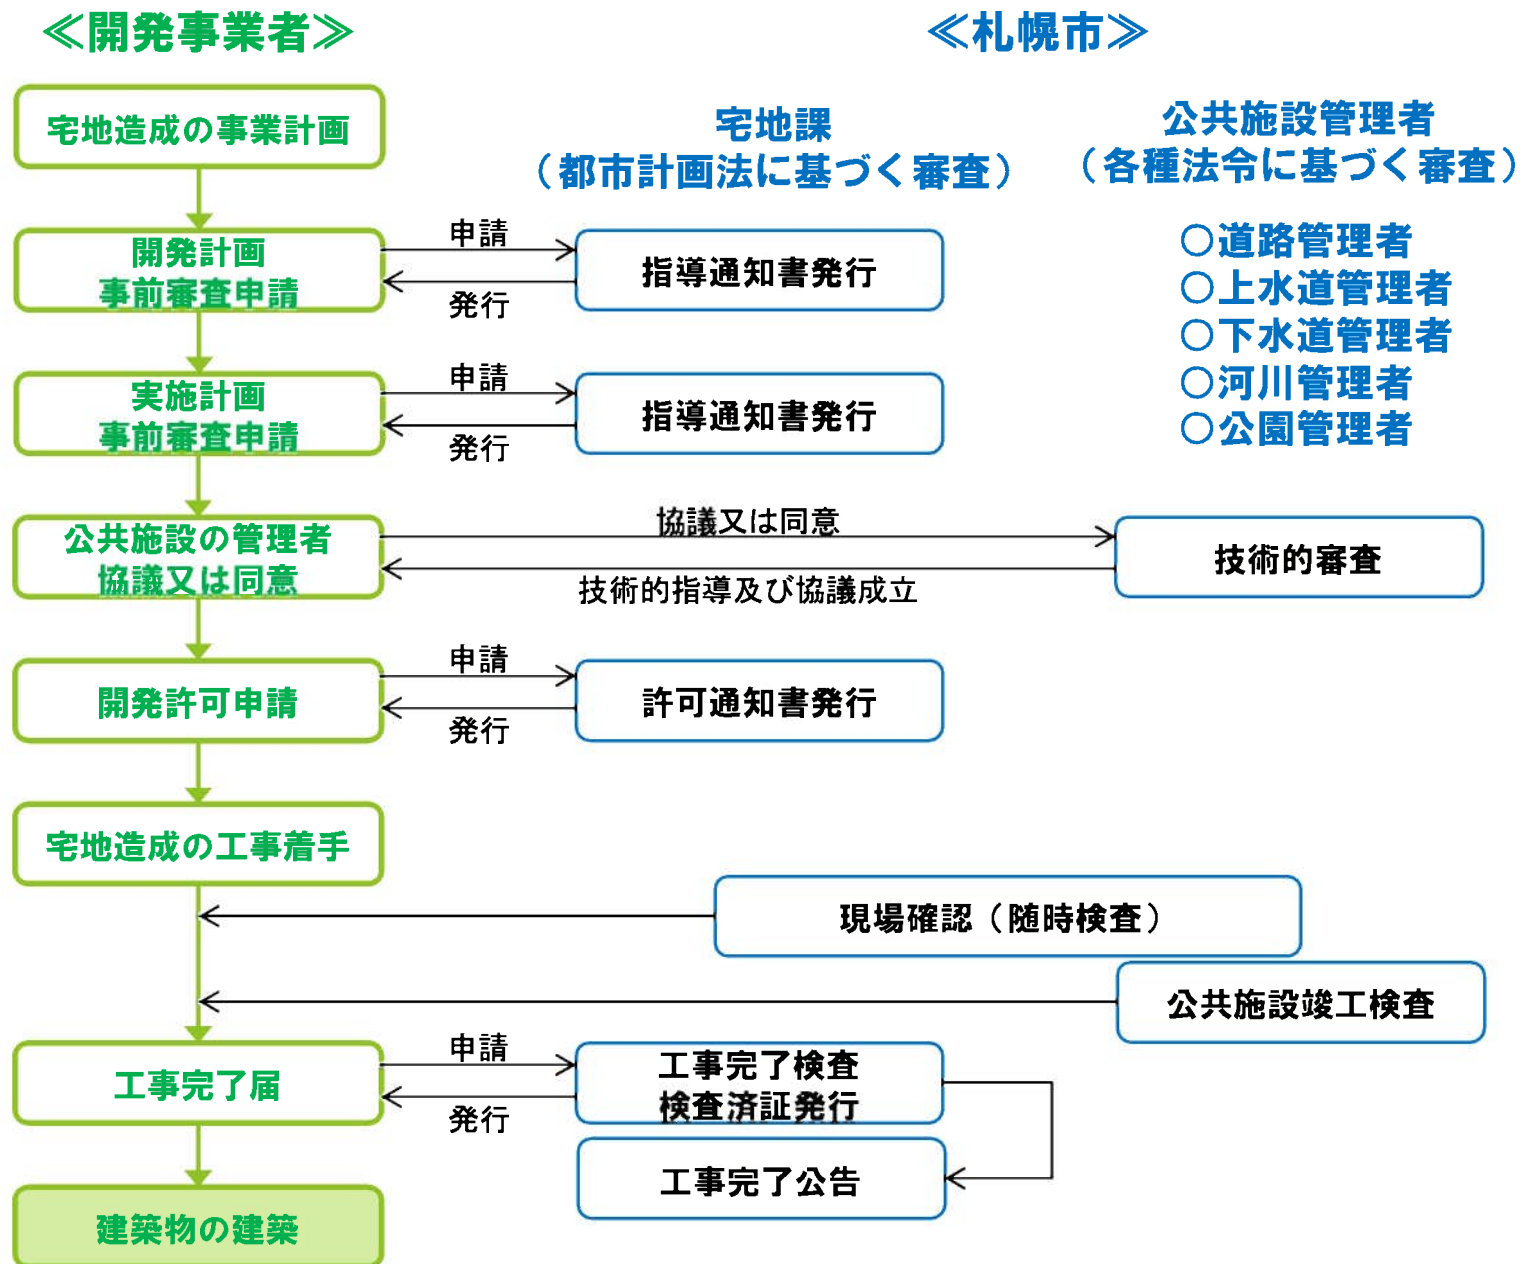 ≪開発事業者≫
≪札幌市≫
宅地課
（都市計画法に基づく審査）
公共施設管理者
（各種法令に基づく審査）
○道路管理者
○上水道管理者
○下水道管理者
○河川管理者
○公園管理者
宅地造成の事業計画
開発計画
事前審査申請
申請
発行
指導通知書発行
実施計画
事前審査申請
申請
発行
指導通知書発行
公共施設の管理者
協議又は同意
協議又は同意
技術的指導及び協議成立
技術的審査
開発許可申請
申請
発行
許可通知書発行
宅地造成の工事着手
現場確認（随時検査）
公共施設竣工検査
工事完了届
申請
発行
工事完了検査
検査済証発行
工事完了公告
建築物の建築